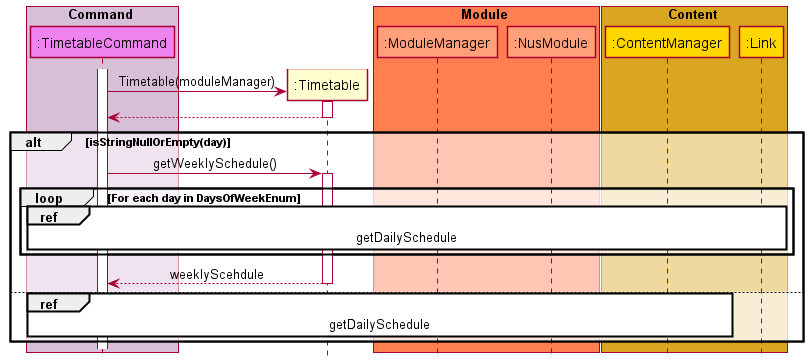 Command Module Content
:TimetableCommand :ModuleManager :NusModule :ContentManager :Link
Timetable(moduleManager)
:Timetable
alt [isStringNullOrEmpty(day)]
getWeeklySchedule()
loop [For each day in DaysOfWeekEnum]
ref
getDailySchedule
weeklyScehdule
ref
getDailySchedule